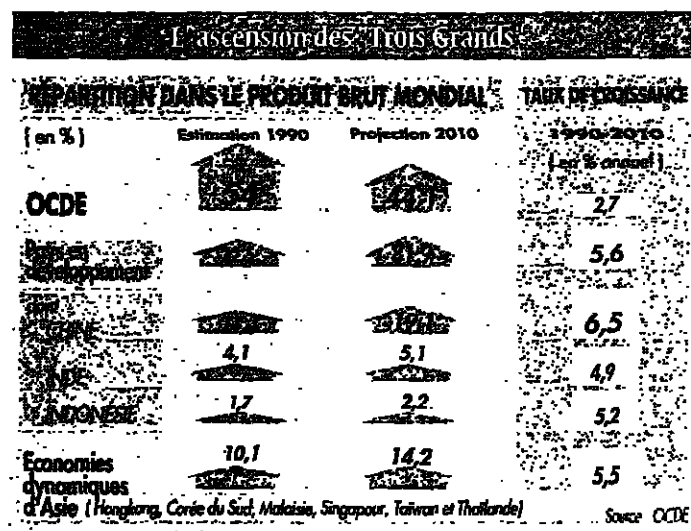 L'ascension des Trois Grands
RÉPARTITION DANS LE PRODUIT BRUT MONDIAL TAUX DE CROISSANCE
(en %) Estimation 1990 Projection 2010 1990-2010
(en % annuel)
OCDE 2,7
Pays en
développement 5,6
CHINE 6,5
4,1 5,1
INDE 4,9
1,7 2,2
INDONÉSIE 5,2
Economies 10,1 14,2
dynamiques 5,5
d'Asie (Hongkong, Corée du Sud, Malaisie, Singapour, Taïwan et Thaïlande)
Source OCDE